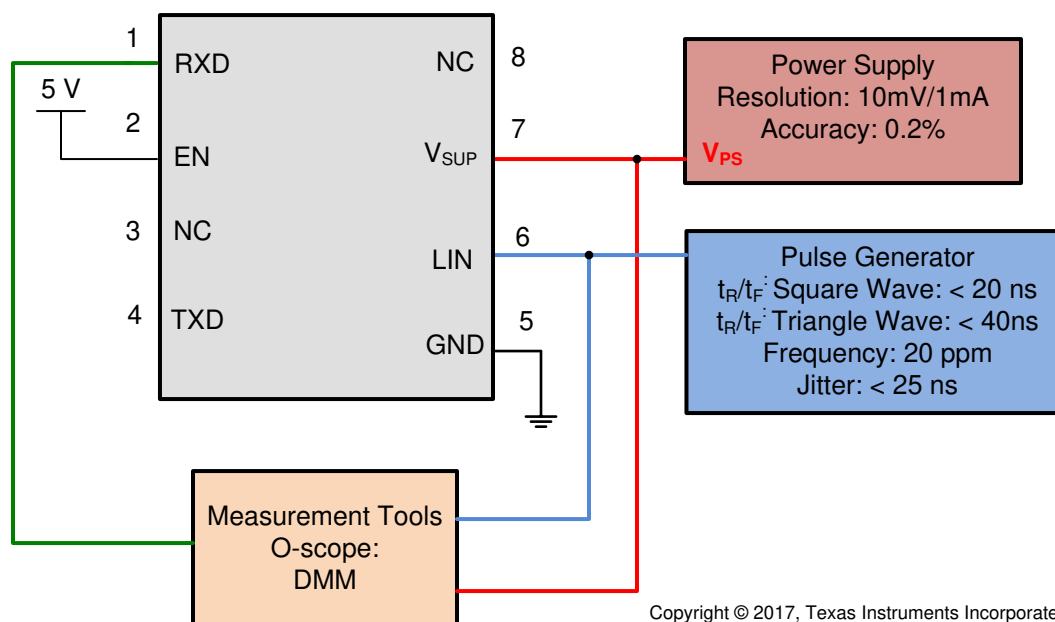 1
RXD
NC
8
5 V
2
EN
7
VSUP
3
NC
6
LIN
4
TXD
5
GND
Power Supply
Resolution: 10mV/1mA
Accuracy: 0.2%
VPS
Pulse Generator
tR/tF: Square Wave: < 20 ns
tR/tF: Triangle Wave: < 40ns
Frequency: 20 ppm
Jitter: < 25 ns
Measurement Tools
O-scope:
DMM
Copyright © 2017, Texas Instruments Incorporate